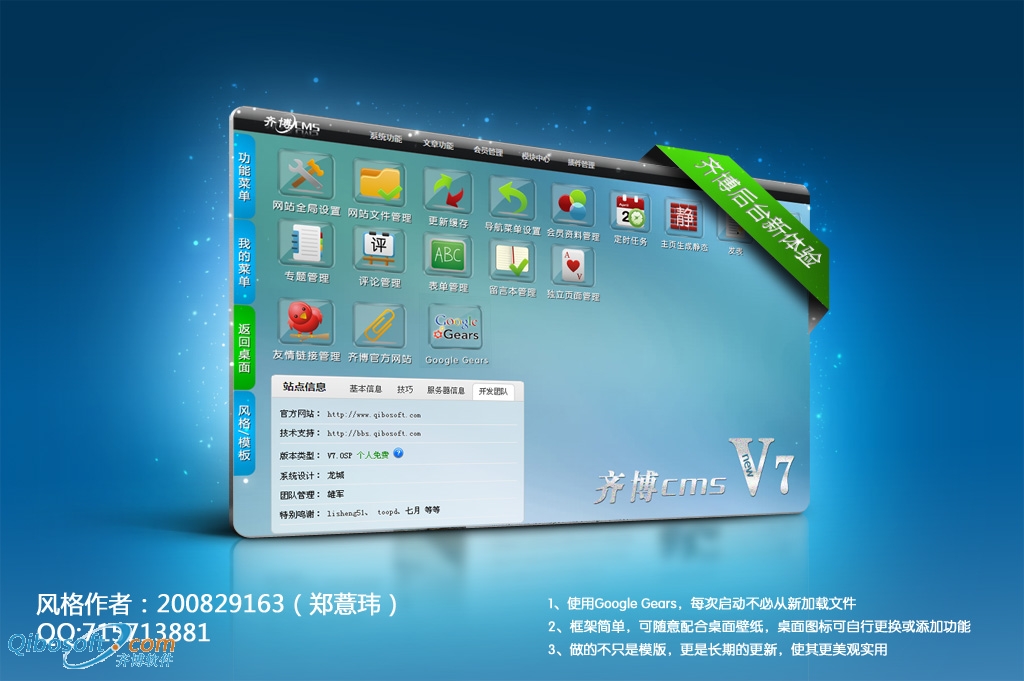 齐博CMS
系统功能 文章功能 会员管理 模块中心 插件管理
齐博后台新体验
功能菜单
我的菜单
返回桌面
风格/模板
网站全局设置 网站文件管理 更新缓存 导航菜单设置 会员资料管理 定时任务 主页生成静态 发表
April
20
静
评
ABC
A
专题管理 评论管理 表单管理 留言本管理 独立页面管理
Google
Gears
友情链接管理 齐博官方网站 Google Gears
站点信息 基本信息 技巧 服务器信息 开发团队
官方网站： http://www.qibosoft.com
技术支持： http://bbs.qibosoft.com
版本类型： V7.0SP 个人免费
系统设计： 龙城
团队管理： 雄军
特别鸣谢： lisheng51、 toopd、七月 等等
齐博cms new V7
风格作者：200829163（郑薏玮）
Qibosoft.com
齐博软件
1、使用Google Gears，每次启动不必从新加载文件
2、框架简单，可随意配合桌面壁纸，桌面图标可自行更换或添加功能
3、做的不只是模版，更是长期的更新，使其更美观实用